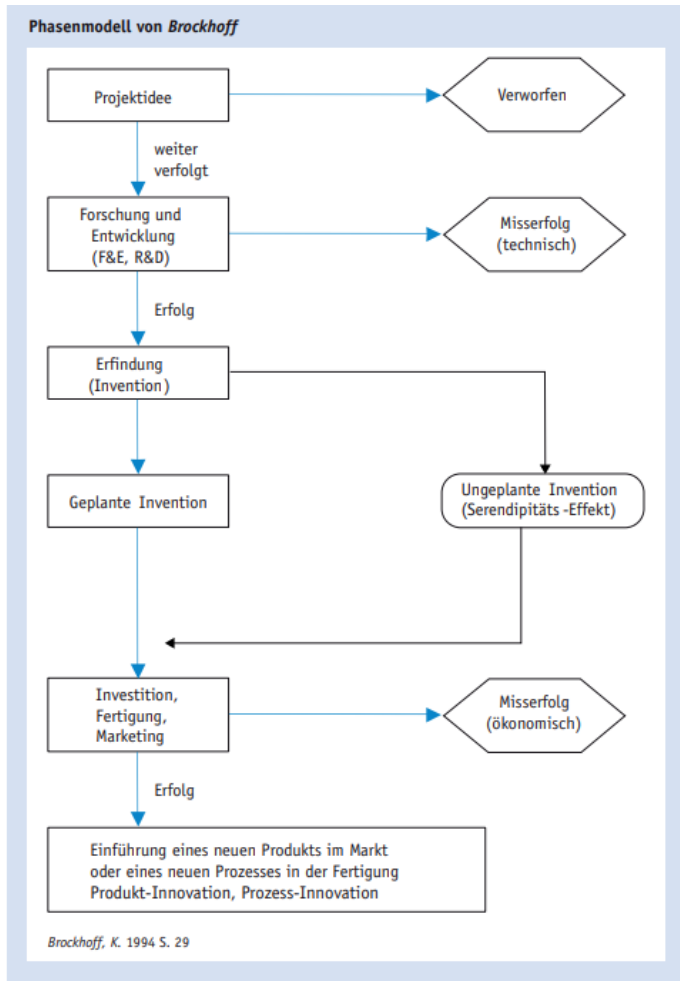 Phasenmodell von Brockhoff
Projektidee
Verworfen
weiter
verfolgt
Forschung und
Entwicklung
(F&E, R&D)
Misserfolg
(technisch)
Erfolg
Erfindung
(Invention)
Geplante Invention
Ungeplante Invention
(Serendipitäts-Effekt)
Investition,
Fertigung,
Marketing
Misserfolg
(ökonomisch)
Erfolg
Einführung eines neuen Produkts im Markt
oder eines neuen Prozesses in der Fertigung
Produkt-Innovation, Prozess-Innovation
Brockhoff, K. 1994 S. 29